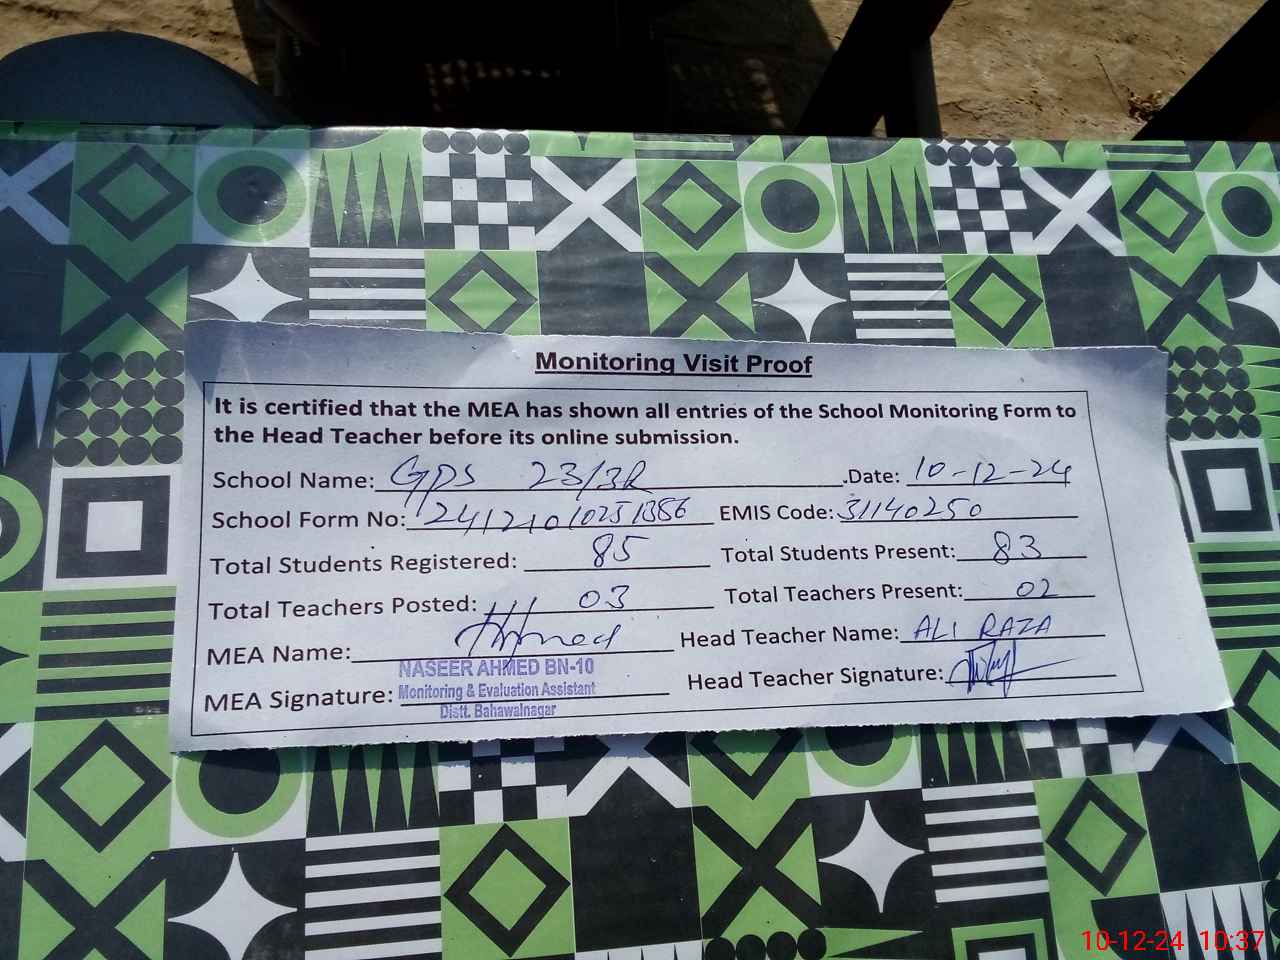 Monitoring Visit Proof
It is certified that the MEA has shown all entries of the School Monitoring Form to
the Head Teacher before its online submission.
School Name: GPS 23/3R .Date: 10-12-24
School Form No: EMIS Code: 31140250
Total Students Registered: 85 Total Students Present: 83
Total Teachers Posted: 03 Total Teachers Present: 02
MEA Name: Head Teacher Name: ALI RAZA
NASEER AHMED BN-10
MEA Signature: Monitoring & Evaluation Assistant Head Teacher Signature:
Distt. Bahawalnagar
10-12-24 10:37